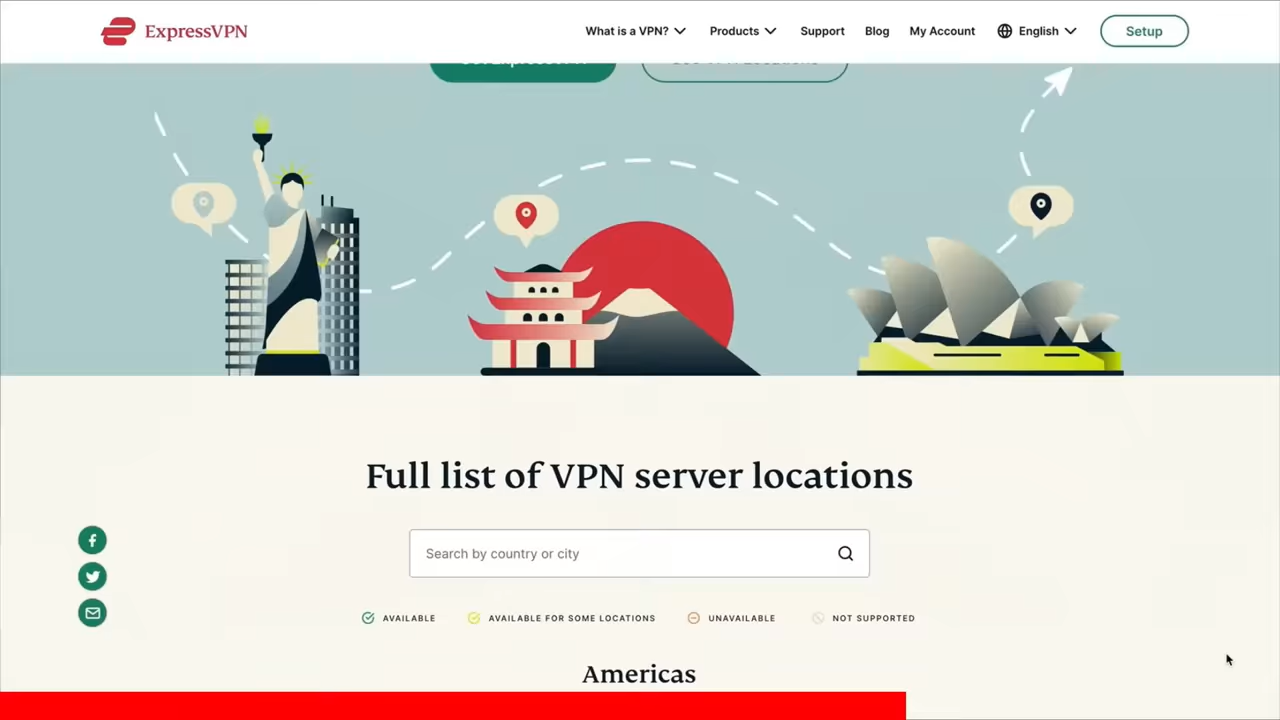 ExpressVPN
What is a VPN?
Products
Support
Blog
My Account
English
Setup
Full list of VPN server locations
Search by country or city
AVAILABLE
AVAILABLE FOR SOME LOCATIONS
UNAVAILABLE
NOT SUPPORTED
Americas